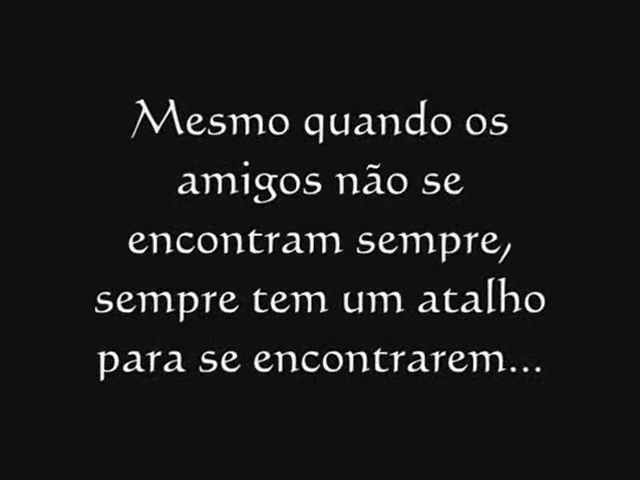 Mesmo quando os
amigos não se
encontram sempre,
sempre tem um atalho
para se encontrarem...